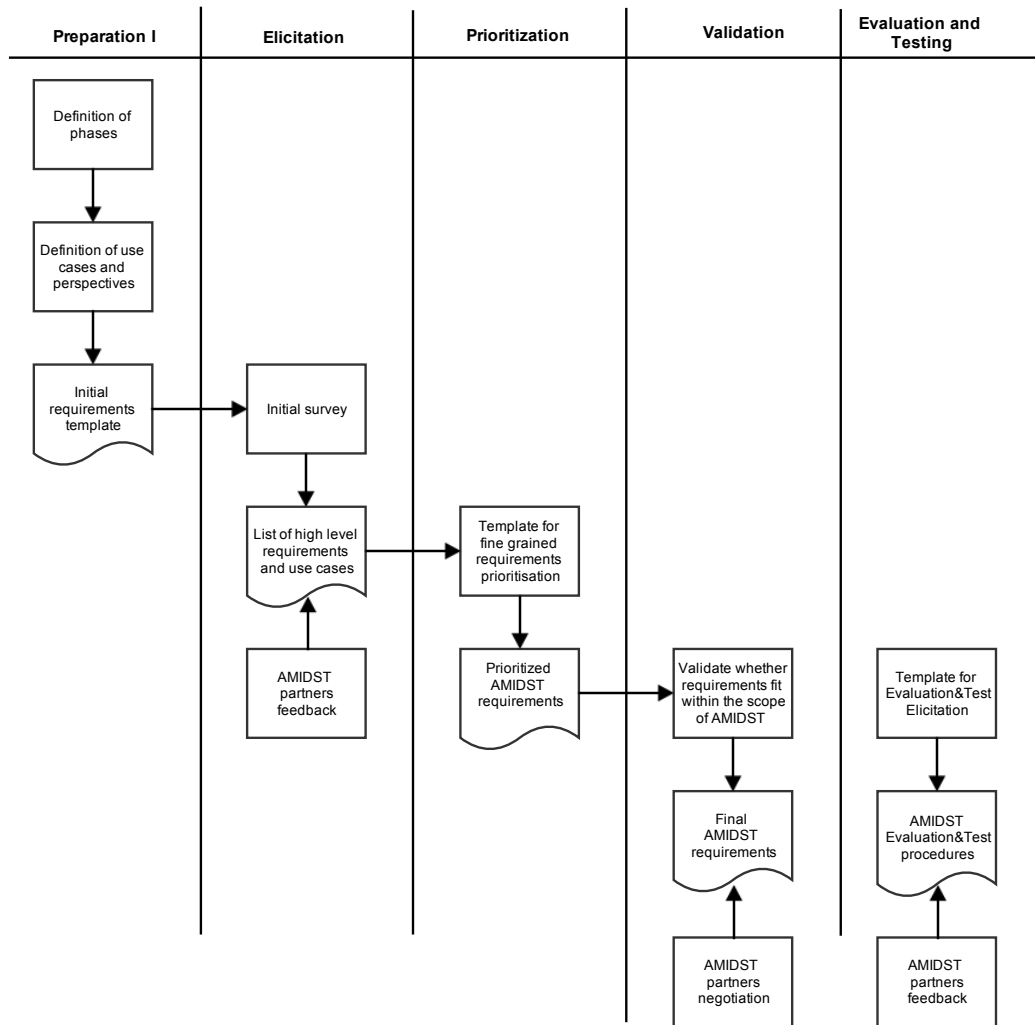 Preparation I
Elicitation
Prioritization
Validation
Evaluation and
Testing
Definition of
phases
Definition of use
cases and
perspectives
Initial
requirements
template
Initial survey
List of high level
requirements
and use cases
AMIDST
partners
feedback
Template for
fine grained
requirements
prioritisation
Prioritized
AMIDST
requirements
Validate whether
requirements fit
within the scope
of AMIDST
Final
AMIDST
requirements
AMIDST
partners
negotiation
Template for
Evaluation&Test
Elicitation
AMIDST
Evaluation&Test
procedures
AMIDST
partners
feedback